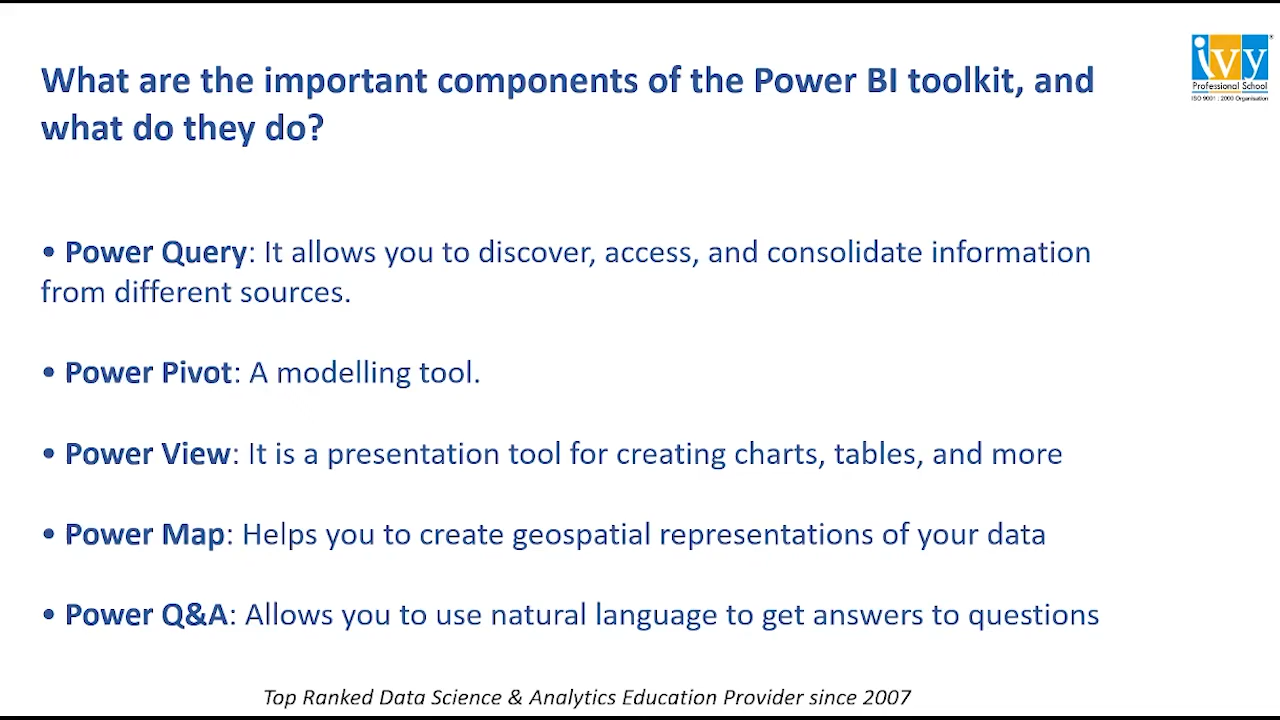 ivy
Professional School
ISO 9001 : 2000 Organisation
What are the important components of the Power BI toolkit, and
what do they do?
• Power Query: It allows you to discover, access, and consolidate information
from different sources.
• Power Pivot: A modelling tool.
• Power View: It is a presentation tool for creating charts, tables, and more
• Power Map: Helps you to create geospatial representations of your data
• Power Q&A: Allows you to use natural language to get answers to questions
Top Ranked Data Science & Analytics Education Provider since 2007